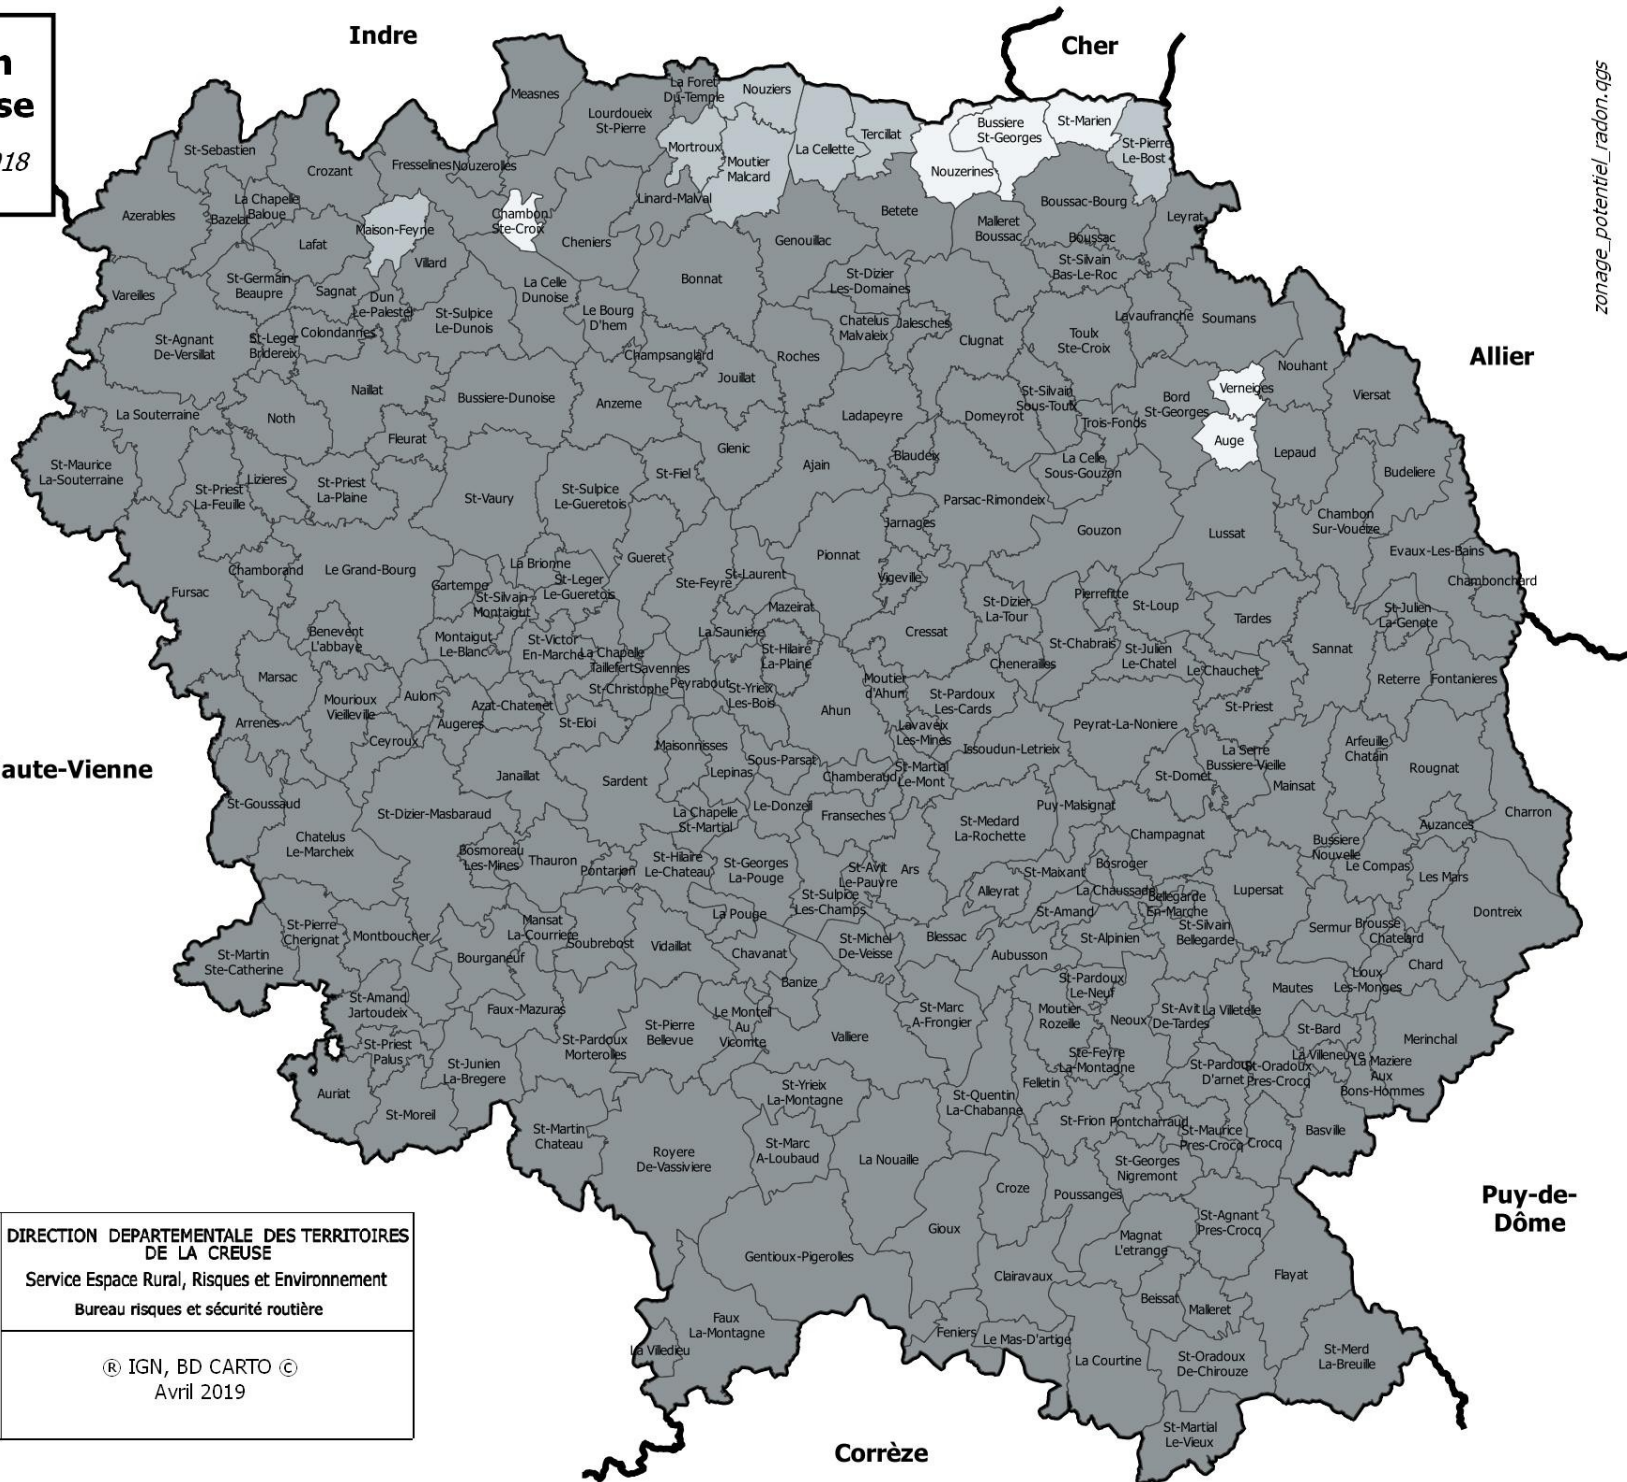 Indre
Cher
n
se
018
zonage_potentiel_radon.qgs
Measnes
La Foret
Du-Temple
Nouziers
Lourdoueix
St-Pierre
Bussiere
St-Georges
St-Marien
Tercillat
St-Sebastien
Mortroux
Moutier
Malcard
La Cellette
St-Pierre
Le-Bost
Crozant
Fresselines
Nouzerolles
Nouzerines
Azerables
Bazelat
La Chapelle
Baloue
Linard-Malval
Boussac-Bourg
Maison-Feyne
Chambon
Ste-Croix
Betete
Malleret
Boussac
Leyrat
Lafat
Cheniers
Genouillac
Boussac
Villard
St-Silvain
Bas-Le-Roc
Vareilles
St-Germain
Beaupre
Sagnat
Dun
Le-Palestel
La Celle
Dunoise
Bonnat
St-Dizier
Les-Domaines
St-Sulpice
Le-Dunois
Le Bourg
D'hem
Chatelus
Malvaleix
Jalesches
Lavaufranche
Soumans
St-Agnant
De-Versillat
St-Leger
Bridereix
Colondannes
Champsanglard
Roches
Clugnat
Toulx
Ste-Croix
Allier
Nouhant
Jouillat
Naillat
Bussiere-Dunoise
Anzeme
St-Silvain
Sous-Toulx
Bord
St-Georges
Verneiges
Viersat
La Souterraine
Noth
Ladapeyre
Domeyrot
Trois-Fonds
Fleurat
Glenic
Auge
Lepaud
St-Maurice
La-Souterraine
St-Priest
La-Feuille
Lizieres
St-Priest
La-Plaine
St-Vaury
St-Sulpice
Le-Gueretois
St-Fiel
Ajain
Blaudeix
La Celle
Sous-Gouzon
Budeliere
Parsac-Rimondeix
Jarnages
Gouzon
Lussat
Chambon
Sur-Voueize
Chamborand
Le Grand-Bourg
La Brionne
Gueret
Pionnat
Evaux-Les-Bains
Fursac
Gartempe
St-Silvain
Montaigut
St-Leger
Le-Gueretois
Ste-Feyre
St-Laurent
Vigeville
Chambonchard
Mazeirat
St-Dizier
La-Tour
Pierrefitte
St-Loup
Tardes
St-Julien
La-Genete
Benevent
L'abbaye
Montaigut
Le-Blanc
St-Victor
En-Marche
La Chapelle
Taillefert
Savennes
La Sauniere
St-Hilaire
La-Plaine
Cressat
St-Chabrais
St-Julien
Le-Chatel
Sannat
Marsac
Chenerailles
Le Chauchet
Reterre
Fontanieres
Mourioux
Vieilleville
Aulon
Azat-Chatenet
St-Christophe
Peyrabout
St-Yrieix
Les-Bois
Moutier
d'Ahun
St-Pardoux
Les-Cards
St-Priest
Arrenes
Ceyroux
Augeres
St-Eloi
Ahun
Lavaveix
Les-Mines
Issoudun-Letrieix
Peyrat-La-Noniere
aute-Vienne
Maisonnisses
Sous-Parsat
La Serre
Bussiere-Vieille
Arfeuille
Chatain
Rougnat
Janaillat
Sardent
Lepinas
Chamberaud
St-Martial
Le-Mont
St-Domet
Mainsat
St-Goussaud
St-Dizier-Masbaraud
La Chapelle
St-Martial
Le-Donzeil
Franseches
St-Medard
La-Rochette
Puy-Malsignat
Charron
Chatelus
Le-Marcheix
Champagnat
Auzances
Bosmoreau
Les-Mines
Thauron
Pontarion
St-Hilaire
Le-Chateau
St-Georges
La-Pouge
St-Avit
Le-Pauvre
Ars
St-Maixant
Bosroger
Bussiere
Nouvelle
Le Compas
Les Mars
St-Sulpice
Les-Champs
Alleyrat
La Chaussade
Bellegarde
En-Marche
Lupersat
La Pouge
St-Amand
Dontreix
St-Pierre
Cherignat
Montboucher
Mansat
La-Courriere
Soubrebost
Vidaillat
Chavanat
St-Michel
De-Veisse
Blessac
Aubusson
St-Alpinien
St-Silvain
Bellegarde
Sermur
Brousse
Chatelard
St-Martin
Ste-Catherine
Bourganeuf
Banize
Chard
St-Amand
Jartoudeix
Faux-Mazuras
St-Pardoux
Le-Neuf
Mautes
Lioux
Les-Monges
St-Priest
Palus
St-Pardoux
Morterolles
St-Pierre
Bellevue
Le Monteil
Au
Vicomte
Valliere
St-Marc
A-Frongier
Moutier
Rozeille
Neoux
St-Avit
De-Tardes
La Villetelle
St-Bard
Merinchal
Auriat
St-Junien
La-Bregere
St-Yrieix
La-Montagne
Felletin
Ste-Feyre
La-Montagne
St-Pardoux
D'arnet
St-Oradoux
Pres-Crocq
La Villeneuve
La Maziere
Aux
Bons-Hommes
St-Moreil
St-Quentin
La-Chabanne
St-Martin
Chateau
Royere
De-Vassiviere
St-Marc
A-Loubaud
La Nouaille
St-Frion
Pontcharraud
St-Maurice
Pres-Crocq
Crocq
Basville
Croze
St-Georges
Nigremont
Poussanges
Puy-de-
Dôme
Gioux
Magnat
L'etrange
St-Agnant
Pres-Crocq
Gentioux-Pigerolles
Clairavaux
Flayat
Beissat
Malleret
Faux
La-Montagne
La Villedieu
Feniers
Le Mas-D'artige
La Courtine
St-Oradoux
De-Chirouze
St-Merd
La-Breuille
St-Martial
Le-Vieux
Corrèze
DIRECTION DEPARTEMENTALE DES TERRITOIRES
DE LA CREUSE
Service Espace Rural, Risques et Environnement
Bureau risques et sécurité routière
® IGN, BD CARTO ©
Avril 2019